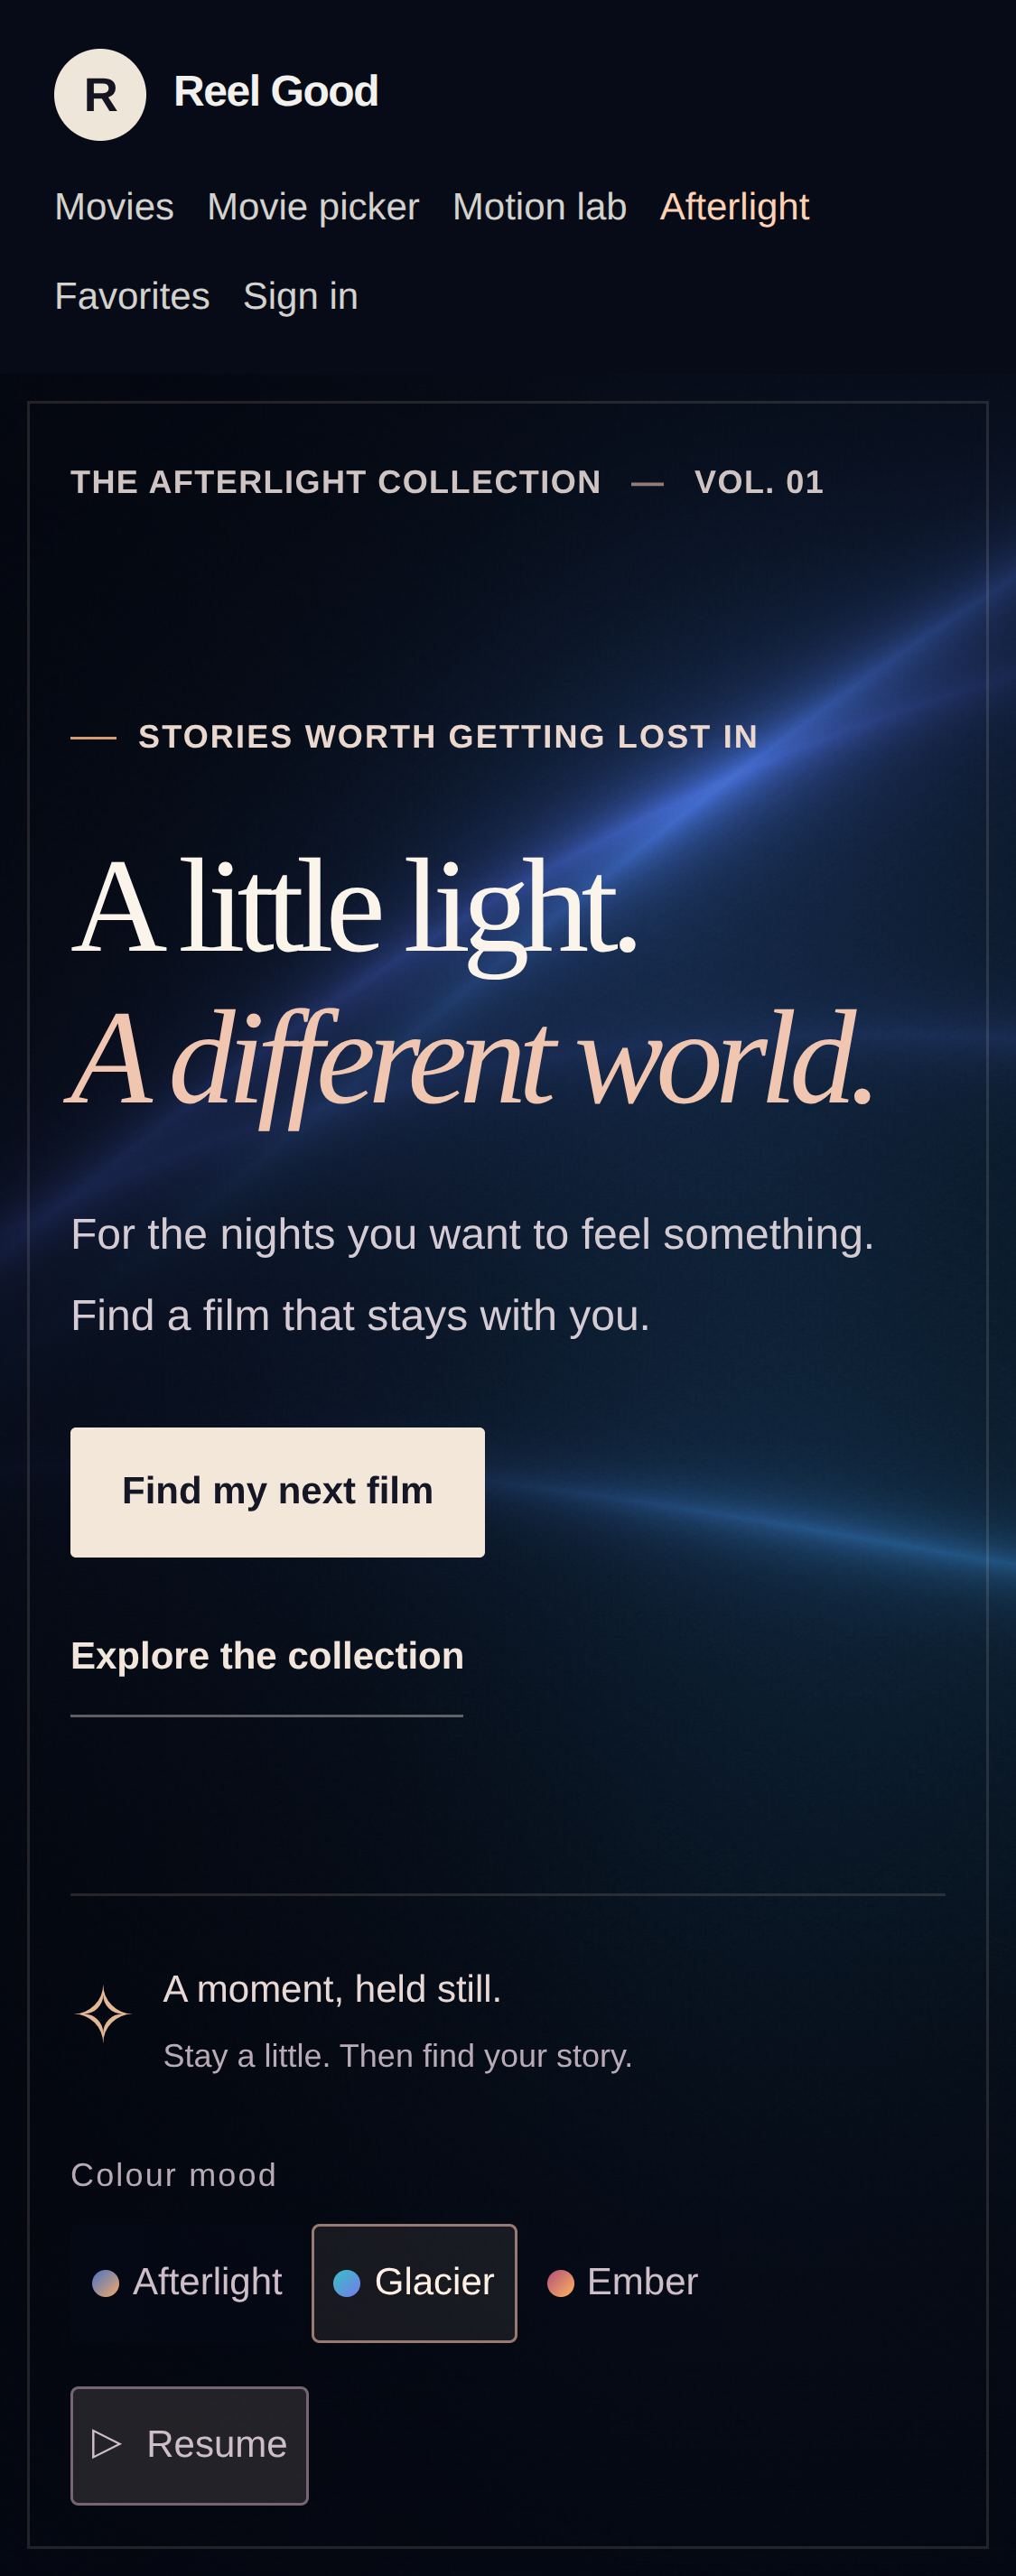 R
Reel Good
Movies Movie picker Motion lab Afterlight
Favorites Sign in
THE AFTERLIGHT COLLECTION — VOL. 01
— STORIES WORTH GETTING LOST IN
A little light.
A different world.
For the nights you want to feel something.
Find a film that stays with you.
Find my next film
Explore the collection
A moment, held still.
Stay a little. Then find your story.
Colour mood
Afterlight Glacier Ember
Resume